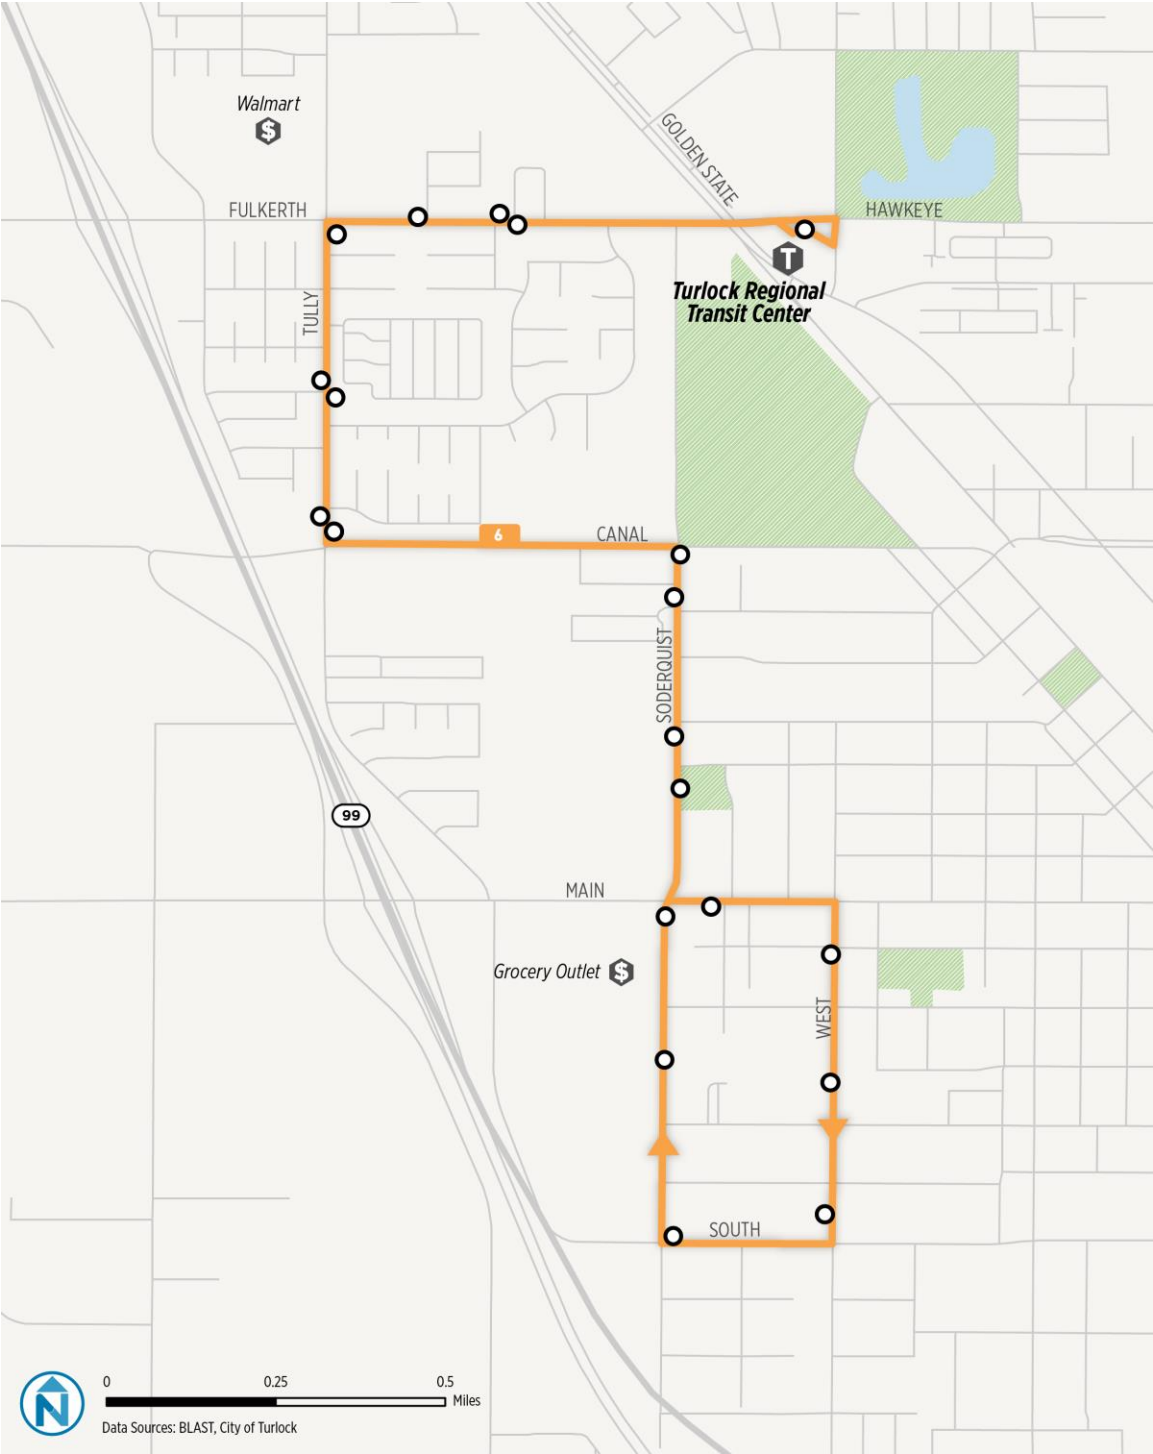 Walmart
$
GOLDEN STATE
FULKERTH
HAWKEYE
T
Turlock Regional
Transit Center
TULLY
6
CANAL
SODERQUIST
99
MAIN
Grocery Outlet $
WEST
SOUTH
N
0 0.25 0.5
Miles
Data Sources: BLAST, City of Turlock